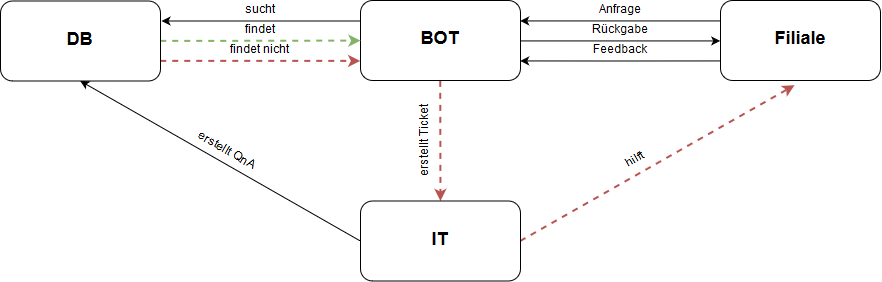 sucht
findet
findet nicht
DB
BOT
Anfrage
Rückgabe
Feedback
Filiale
erstellt QnA
erstellt Ticket
hilft
IT